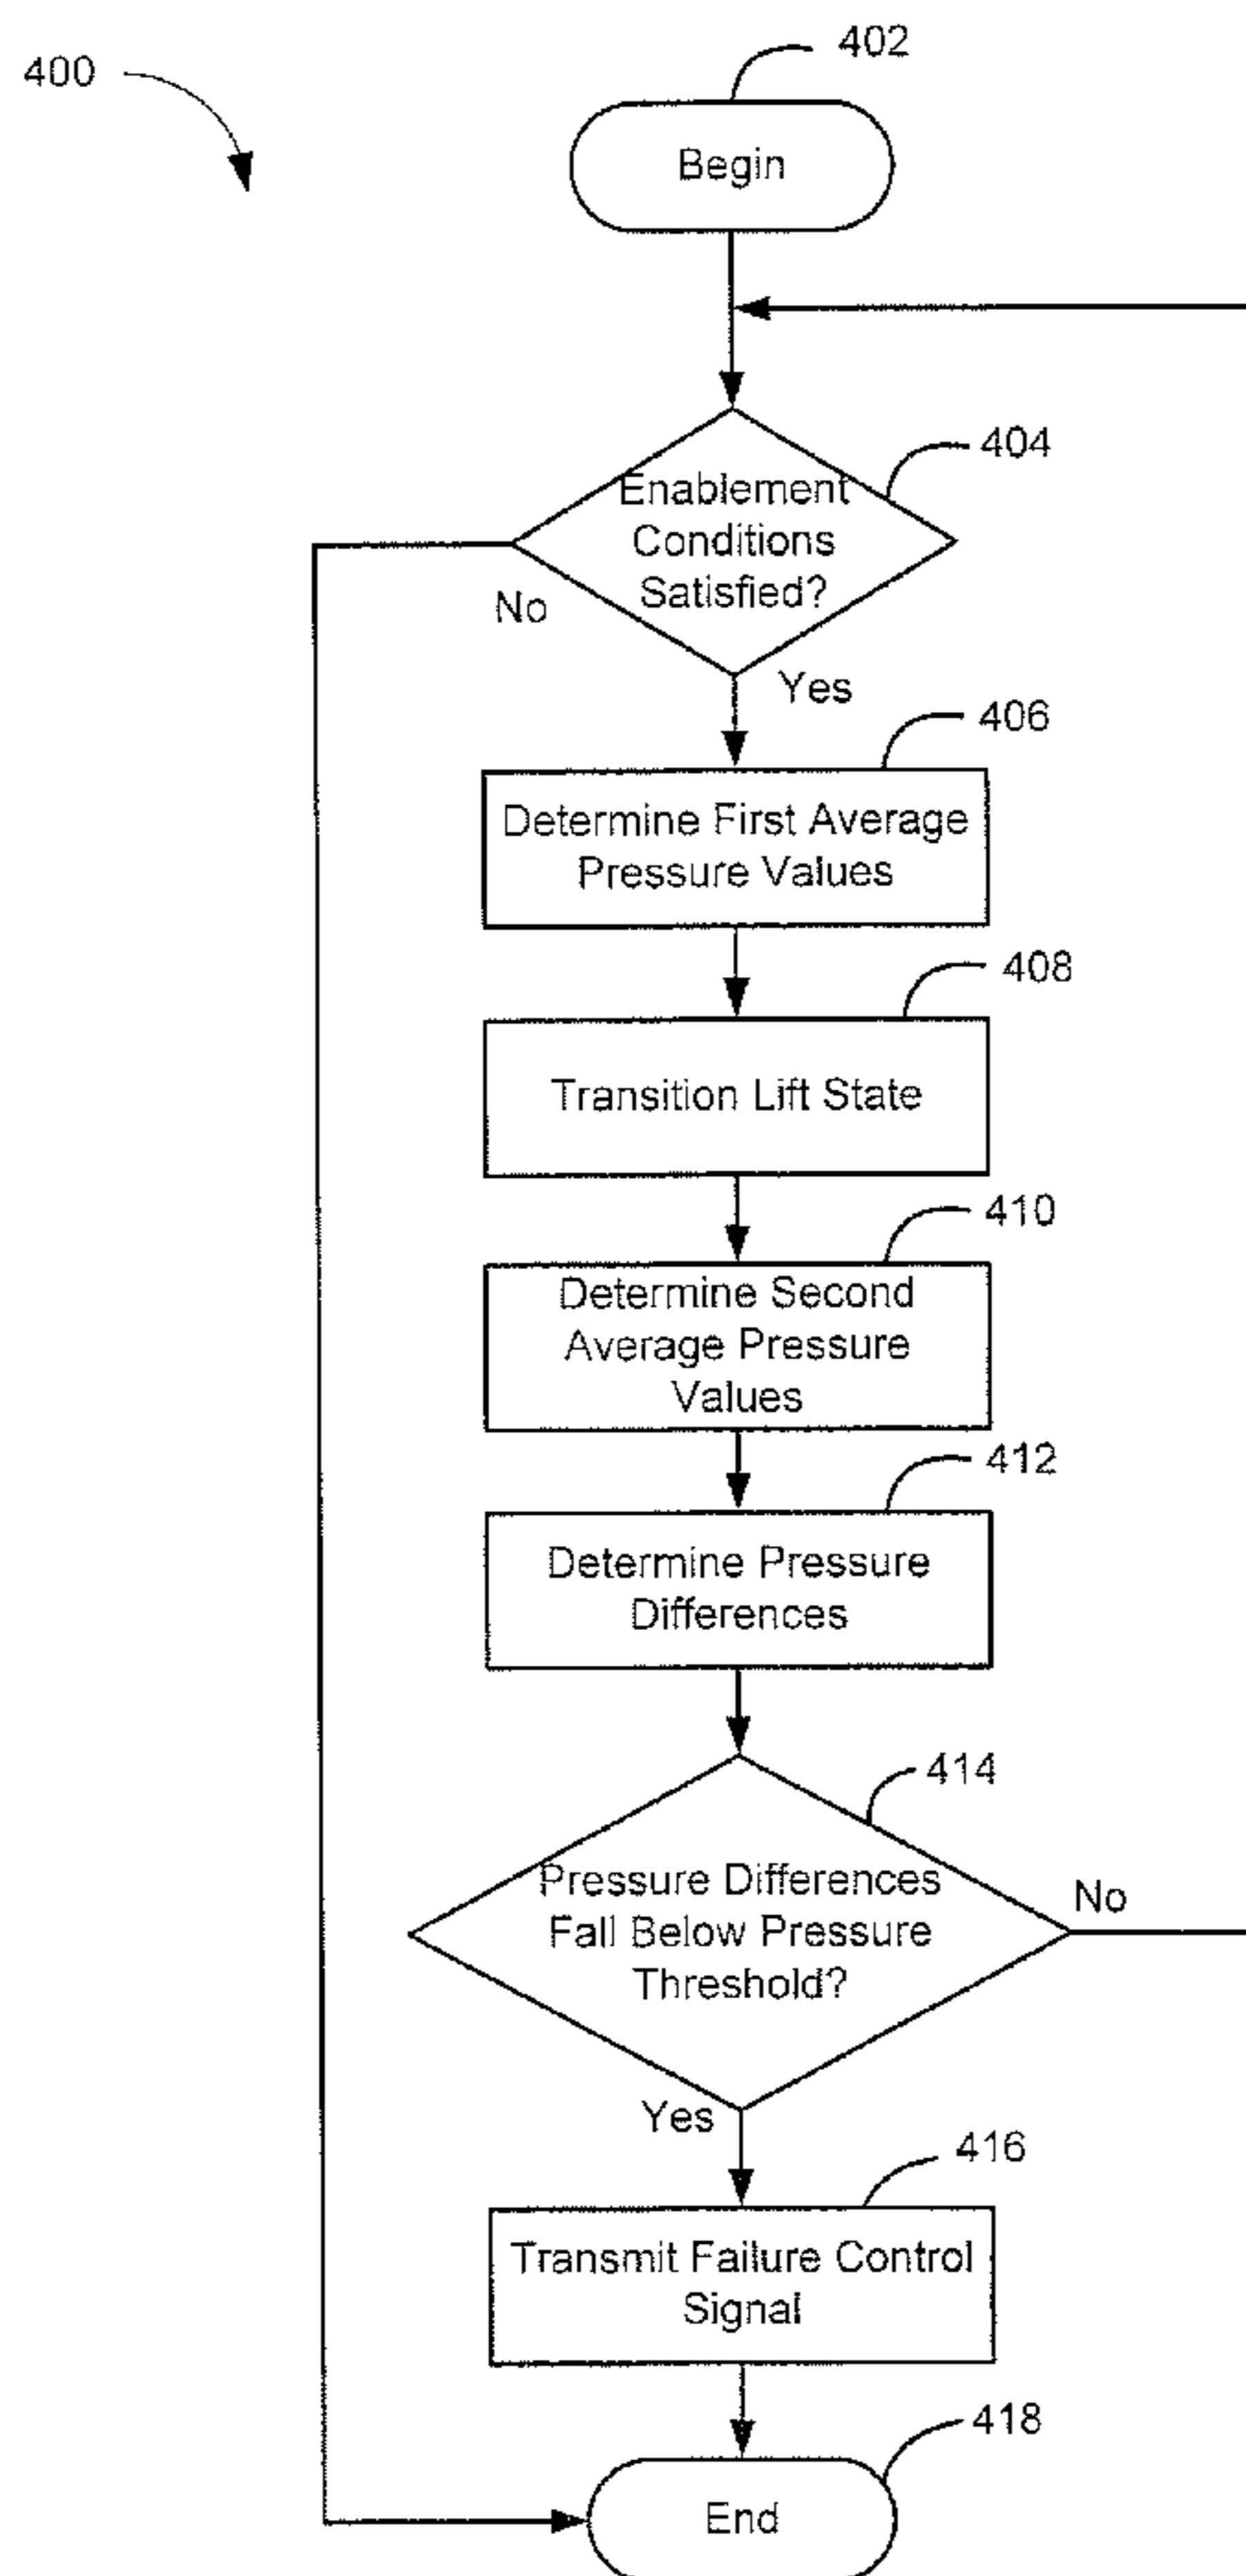 400
402
Begin
404
Enablement
Conditions
Satisfied?
No
Yes
406
Determine First Average
Pressure Values
408
Transition Lift State
410
Determine Second
Average Pressure
Values
412
Determine Pressure
Differences
414
Pressure Differences
Fall Below Pressure
Threshold?
No
Yes
416
Transmit Failure Control
Signal
418
End